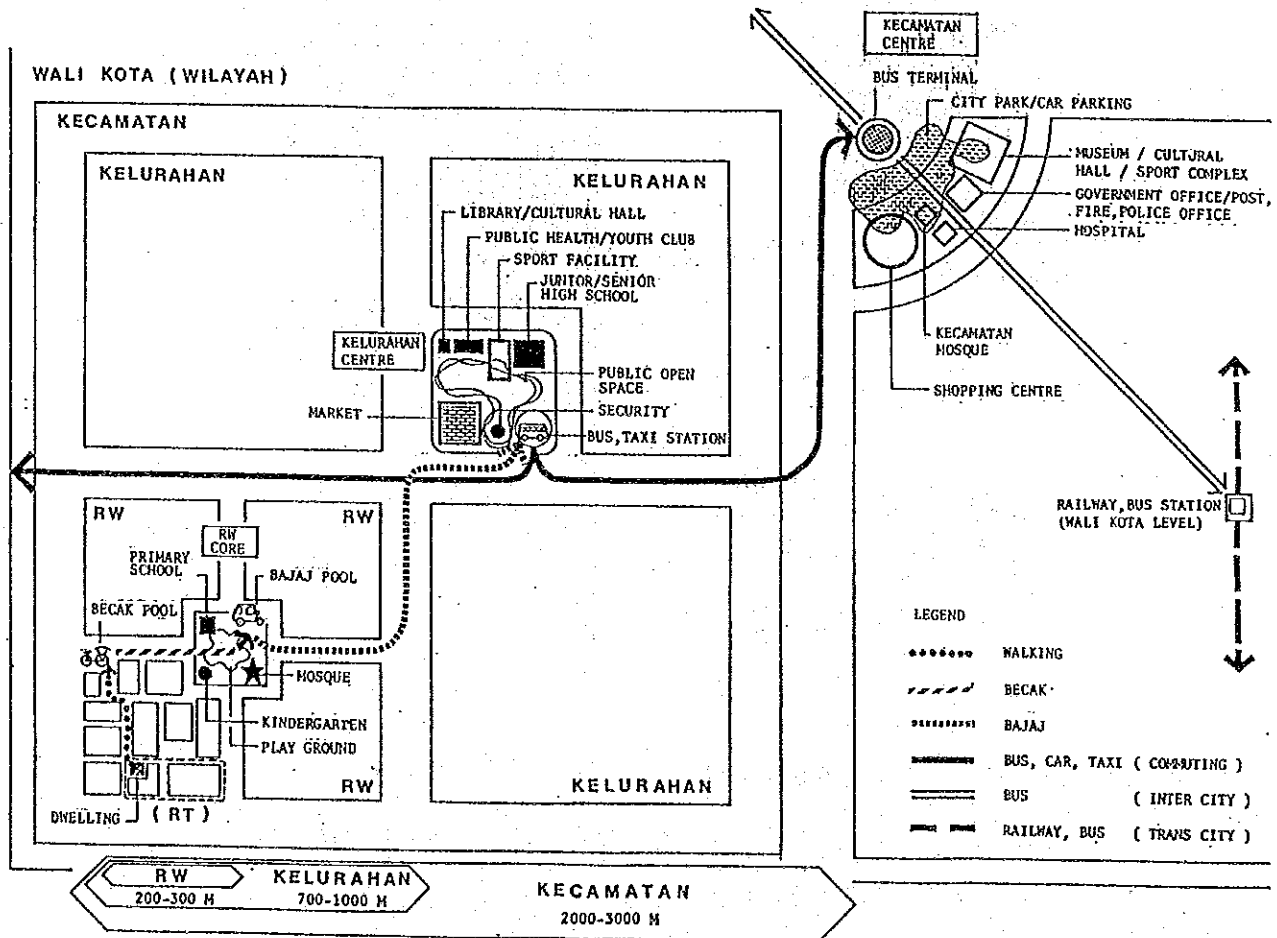 WALI KOTA (WILAYAH)
KECAMATAN
KELURAHAN
KELURAHAN
LIBRARY/CULTURAL HALL
PUBLIC HEALTH/YOUTH CLUB
SPORT FACILITY
JUNIOR/SENIOR
HIGH SCHOOL
KELURAHAN
CENTRE
PUBLIC OPEN
SPACE
MARKET
SECURITY
BUS,TAXI STATION
KECAMATAN
CENTRE
BUS TERMINAL
CITY PARK/CAR PARKING
MUSEUM / CULTURAL
HALL / SPORT COMPLEX
GOVERNMENT OFFICE/POST,
FIRE,POLICE OFFICE
HOSPITAL
KECAMATAN
MOSQUE
SHOPPING CENTRE
RAILWAY,BUS STATION
(WALI KOTA LEVEL)
RW
RW
RW
CORE
PRIMARY
SCHOOL
BAJAJ POOL
BECAK POOL
MOSQUE
KINDERGARTEN
PLAY GROUND
RW
DWELLING
(RT)
KELURAHAN
LEGEND
WALKING
BECAK
BAJAJ
BUS, CAR, TAXI ( COMMUTING )
BUS ( INTER CITY )
RAILWAY, BUS ( TRANS CITY )
RW
200-300 M
KELURAHAN
700-1000 M
KECAMATAN
2000-3000 M